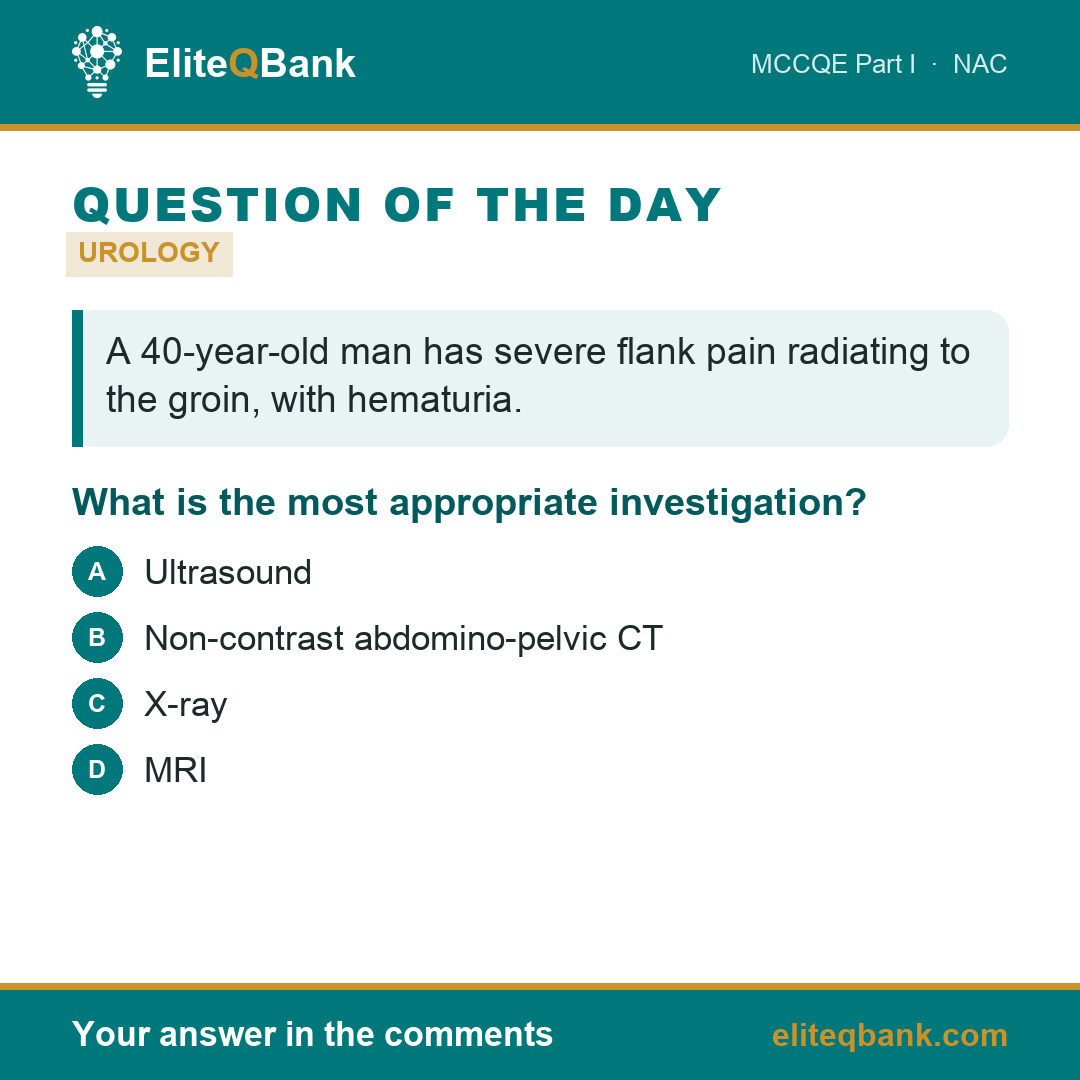 EliteQBank
MCCQE Part I · NAC
QUESTION OF THE DAY
UROLOGY
A 40-year-old man has severe flank pain radiating to
the groin, with hematuria.
What is the most appropriate investigation?
A Ultrasound
B Non-contrast abdomino-pelvic CT
C X-ray
D MRI
Your answer in the comments
eliteqbank.com